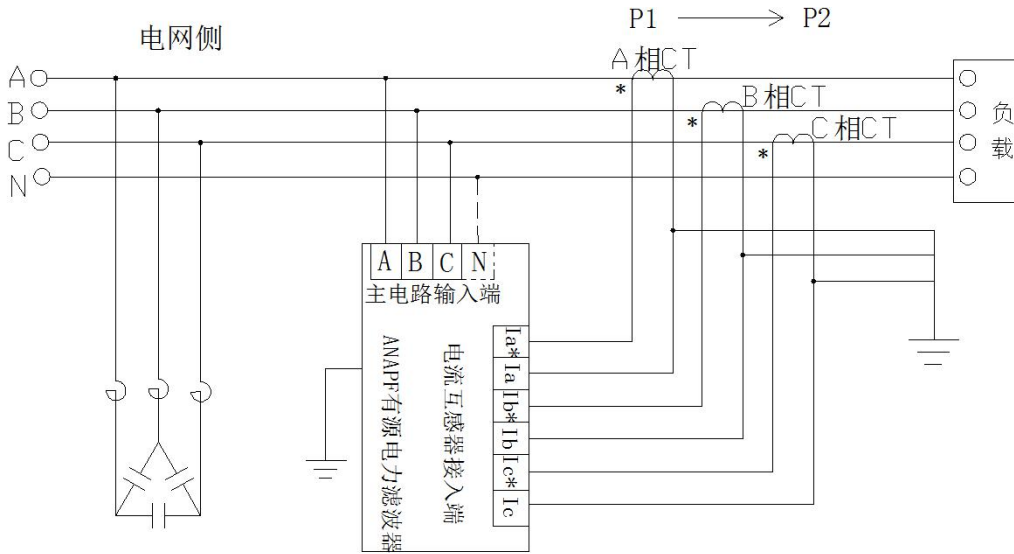 P1 P2
电网侧
A相CT
A
*
B相CT
B
*
C相CT
C
*
N
负载
A B C N
主电路输入端
ANAPF有源电力滤波器
电流互感器接入端
Ia*
Ia
Ib*
Ib
Ic*
Ic